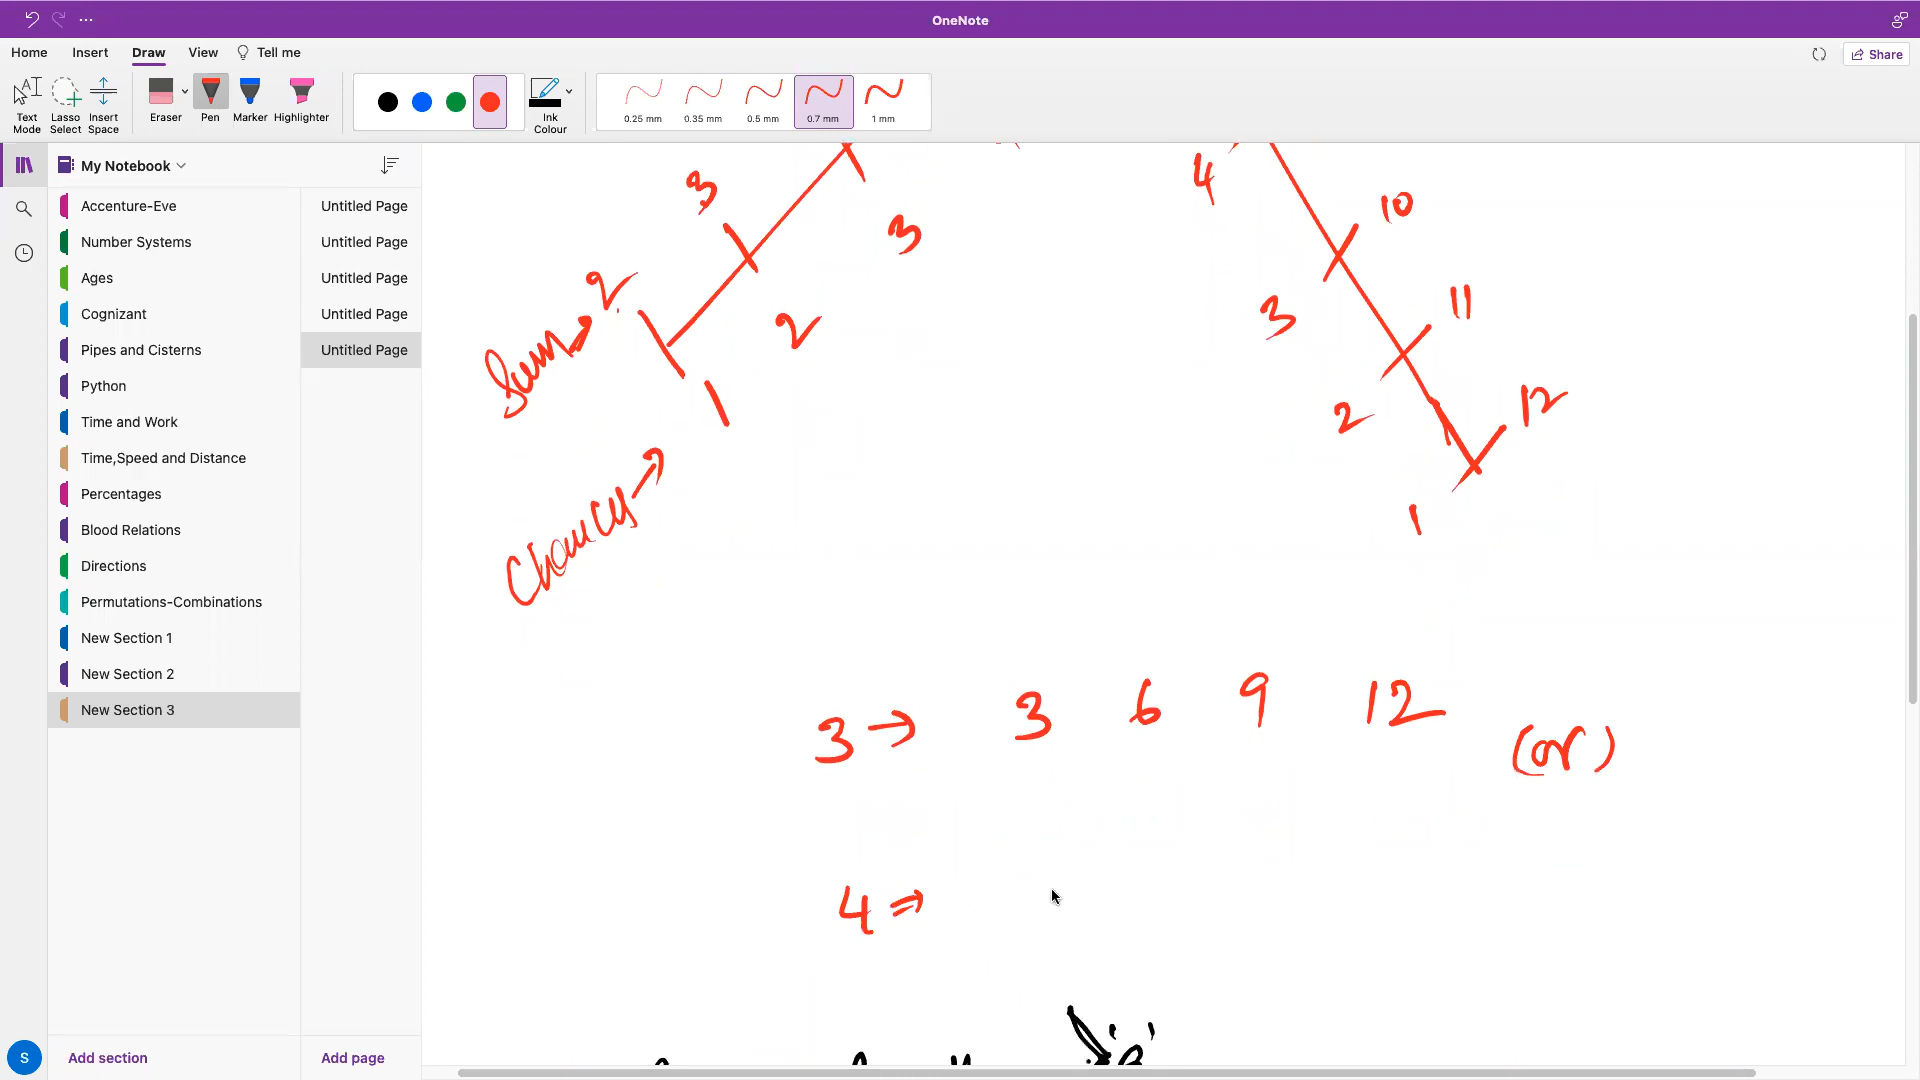 OneNote
Home Insert Draw View Tell me
Share
Text Mode
Lasso Select
Insert Space
Eraser
Pen
Marker
Highlighter
Ink Colour
0.25 mm
0.35 mm
0.5 mm
0.7 mm
1 mm
My Notebook
Accenture-Eve
Number Systems
Ages
Cognizant
Pipes and Cisterns
Python
Time and Work
Time,Speed and Distance
Percentages
Blood Relations
Directions
Permutations-Combinations
New Section 1
New Section 2
New Section 3
Untitled Page
Untitled Page
Untitled Page
Untitled Page
Untitled Page
S
Add section
Add page
3 3
Sum → 2 2
1
Chances →
4 10
3 11
2 12
1
3 → 3 6 9 12 (or)
4 ⇒